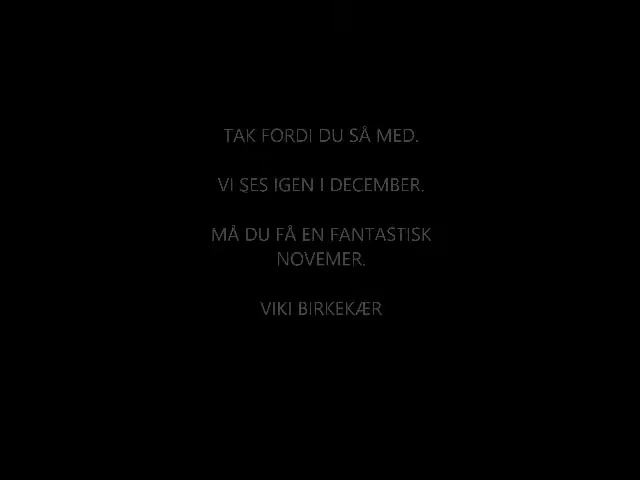 TAK FORDI DU SÅ MED.
VI SES IGEN I DECEMBER.
MÅ DU FÅ EN FANTASTISK
NOVEMER.
VIKI BIRKEKÆR